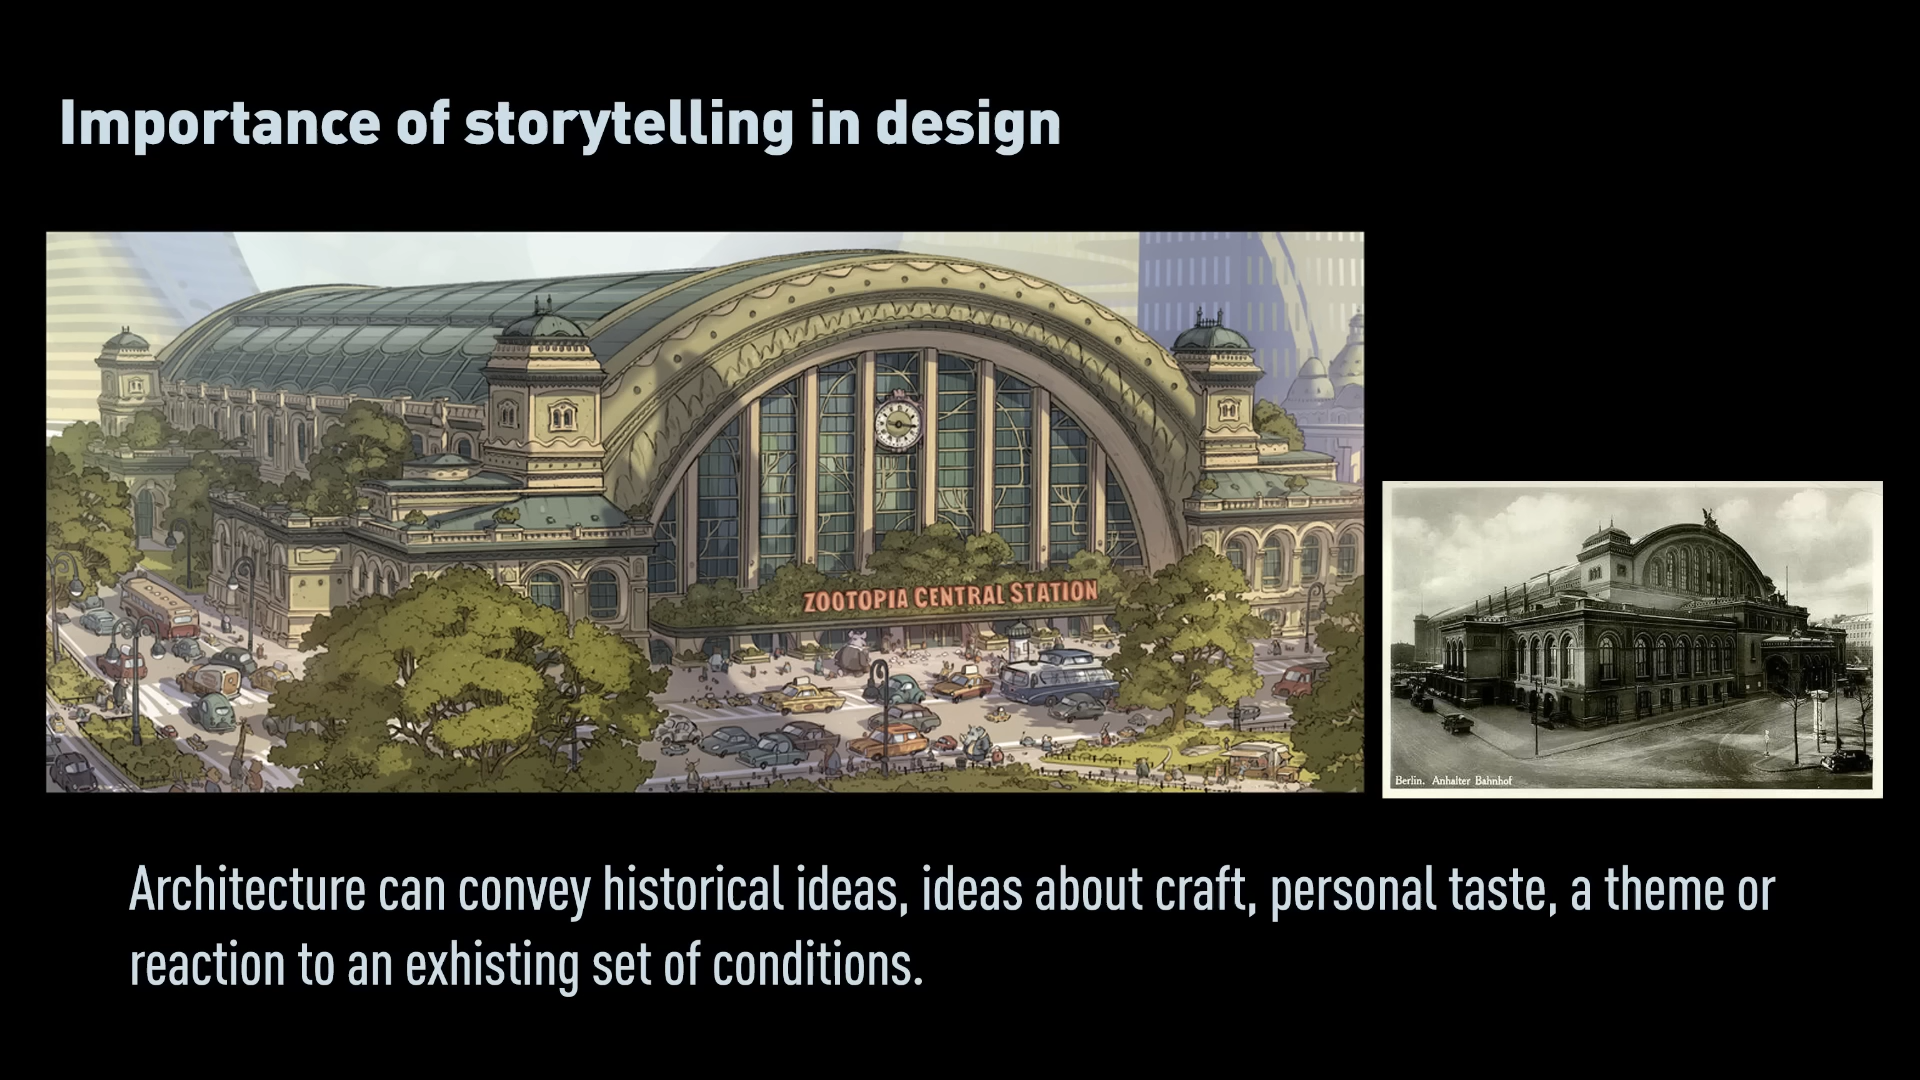 Importance of storytelling in design
ZOOTOPIA CENTRAL STATION
Berlin. Anhalter Bahnhof
Architecture can convey historical ideas, ideas about craft, personal taste, a theme or
reaction to an exhisting set of conditions.